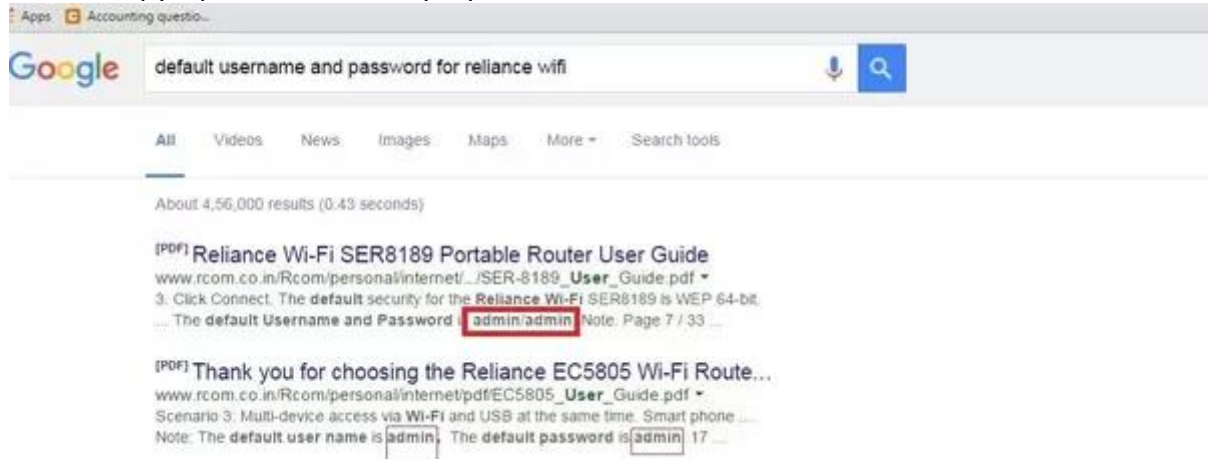 Apps Accounting questio...
Google default username and password for reliance wifi
All Videos News Images Maps More Search tools
About 4,56,000 results (0.43 seconds)
[PDF] Reliance Wi-Fi SER8189 Portable Router User Guide
www.rcom.co.in/Rcom/personal/internet/.../SER-8189_User_Guide.pdf
3. Click Connect. The default security for the Reliance Wi-Fi SER8189 is WEP 64-bit.
... The default Username and Password admin/admin Note: Page 7 / 33 ...
[PDF] Thank you for choosing the Reliance EC5805 Wi-Fi Route...
www.rcom.co.in/Rcom/personal/internet/pdf/EC5805_User_Guide.pdf
Scenario 3: Multi-device access via Wi-Fi and USB at the same time. Smart phone ...
Note: The default user name is admin, The default password is admin. 17 ...